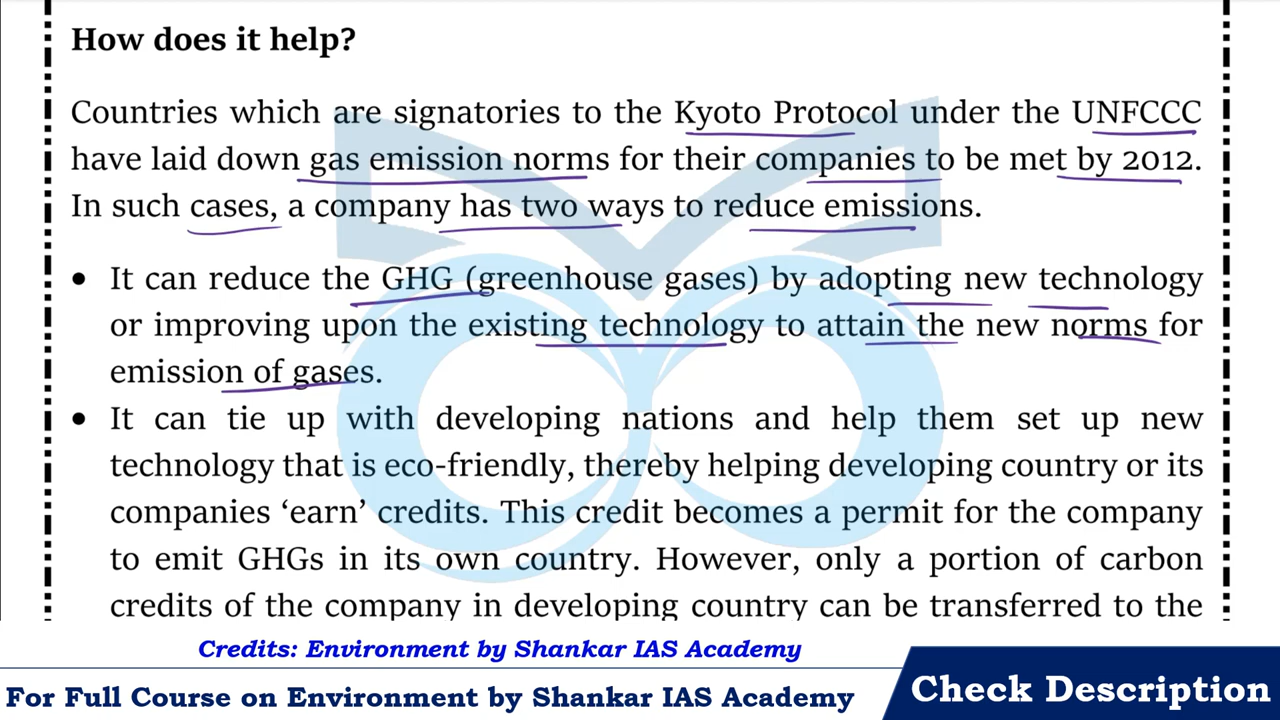 How does it help?
Countries which are signatories to the Kyoto Protocol under the UNFCCC
have laid down gas emission norms for their companies to be met by 2012.
In such cases, a company has two ways to reduce emissions.
• It can reduce the GHG (greenhouse gases) by adopting new technology
or improving upon the existing technology to attain the new norms for
emission of gases.
• It can tie up with developing nations and help them set up new
technology that is eco-friendly, thereby helping developing country or its
companies ‘earn’ credits. This credit becomes a permit for the company
to emit GHGs in its own country. However, only a portion of carbon
credits of the company in developing country can be transferred to the
Credits: Environment by Shankar IAS Academy
For Full Course on Environment by Shankar IAS Academy
Check Description